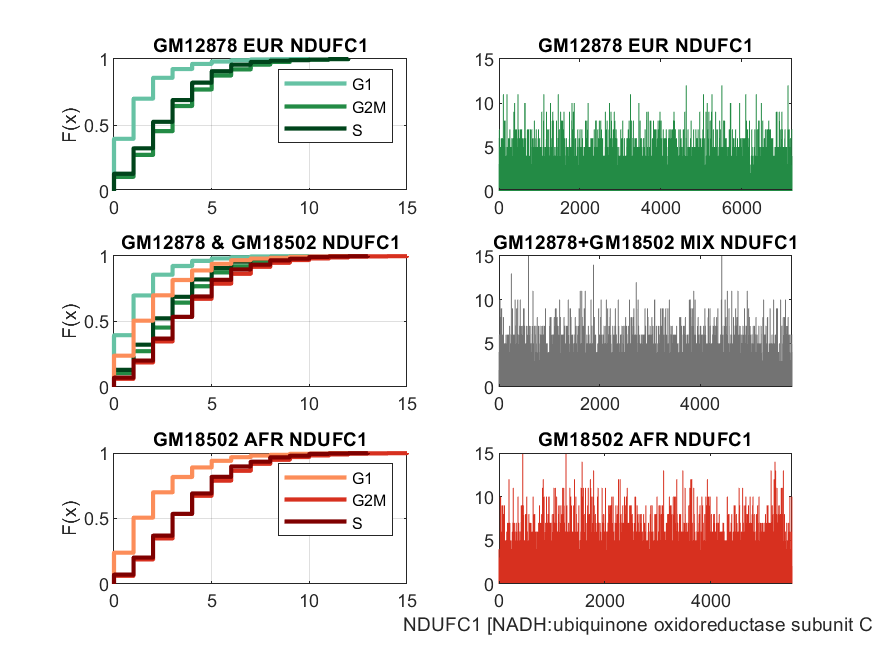 GM12878 EUR NDUFC1
1
0.5
0
F(x)
G1
G2M
S
0 5 10 15
GM12878 EUR NDUFC1
15
10
5
0
0 2000 4000 6000
GM12878 & GM18502 NDUFC1
1
0.5
0
F(x)
0 5 10 15
GM12878+GM18502 MIX NDUFC1
15
10
5
0
0 2000 4000
GM18502 AFR NDUFC1
1
0.5
0
F(x)
G1
G2M
S
0 5 10 15
GM18502 AFR NDUFC1
15
10
5
0
0 2000 4000
NDUFC1 [NADH:ubiquinone oxidoreductase subunit C